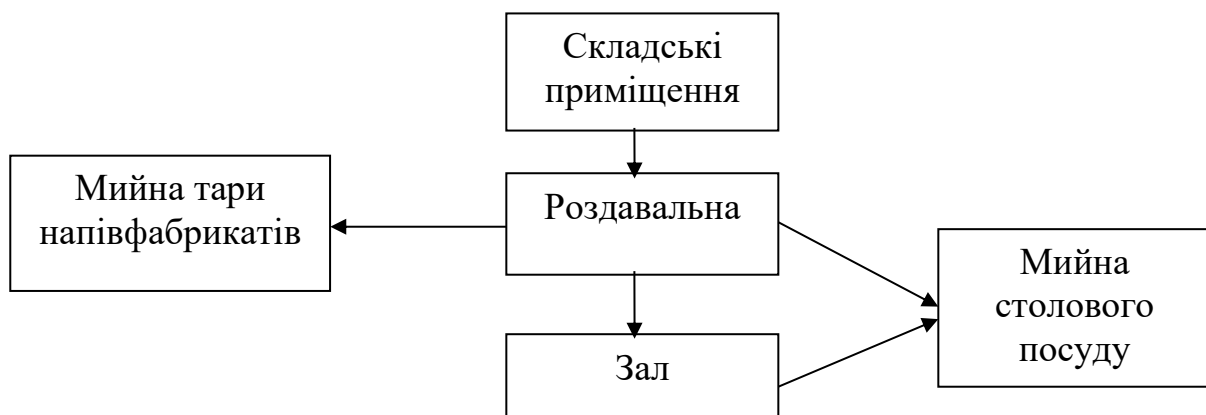 Складські
приміщення
Мийна тари
напівфабрикатів
Роздавальна
Мийна
столового
посуду
Зал